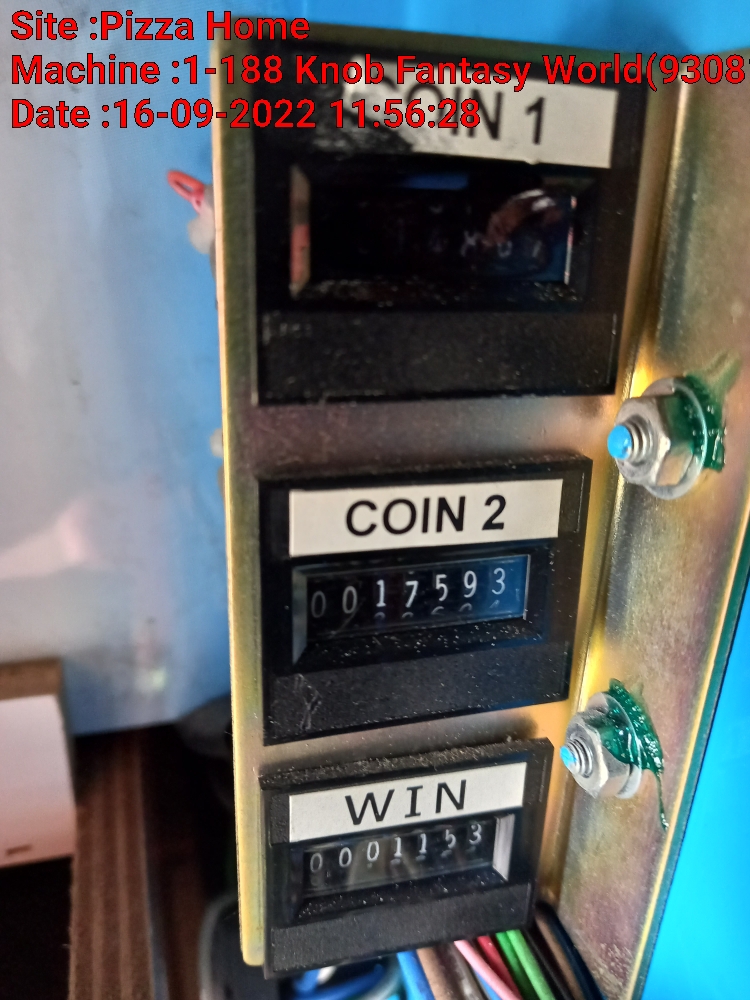 Site :Pizza Home
Machine :1-188 Knob Fantasy World(9308
Date :16-09-2022 11:56:28
COIN 1
COIN 2
0017593
WIN
0001153